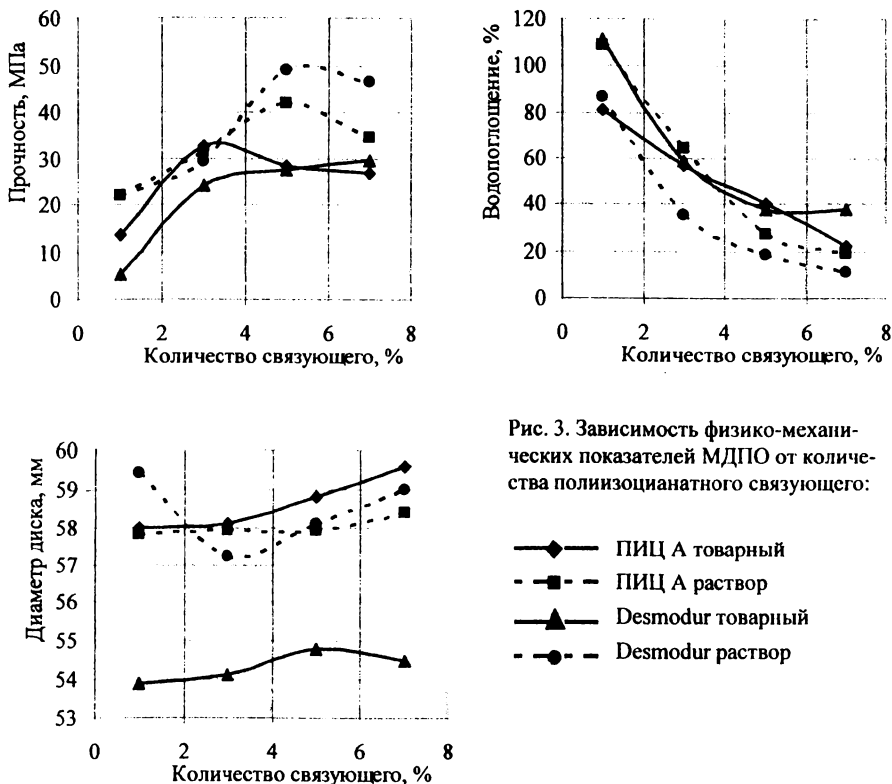 Прочность, МПа
60
50
40
30
20
10
0
0 2 4 6 8
Количество связующего, %
Водопоглощение, %
120
100
80
60
40
20
0
0 2 4 6 8
Количество связующего, %
Диаметр диска, мм
60
59
58
57
56
55
54
53
0 2 4 6 8
Количество связующего, %
Рис. 3. Зависимость физико-механи-
ческих показателей МДПО от количе-
ства полиизоцианатного связующего:
ПИЦ А товарный
ПИЦ А раствор
Desmodur товарный
Desmodur раствор